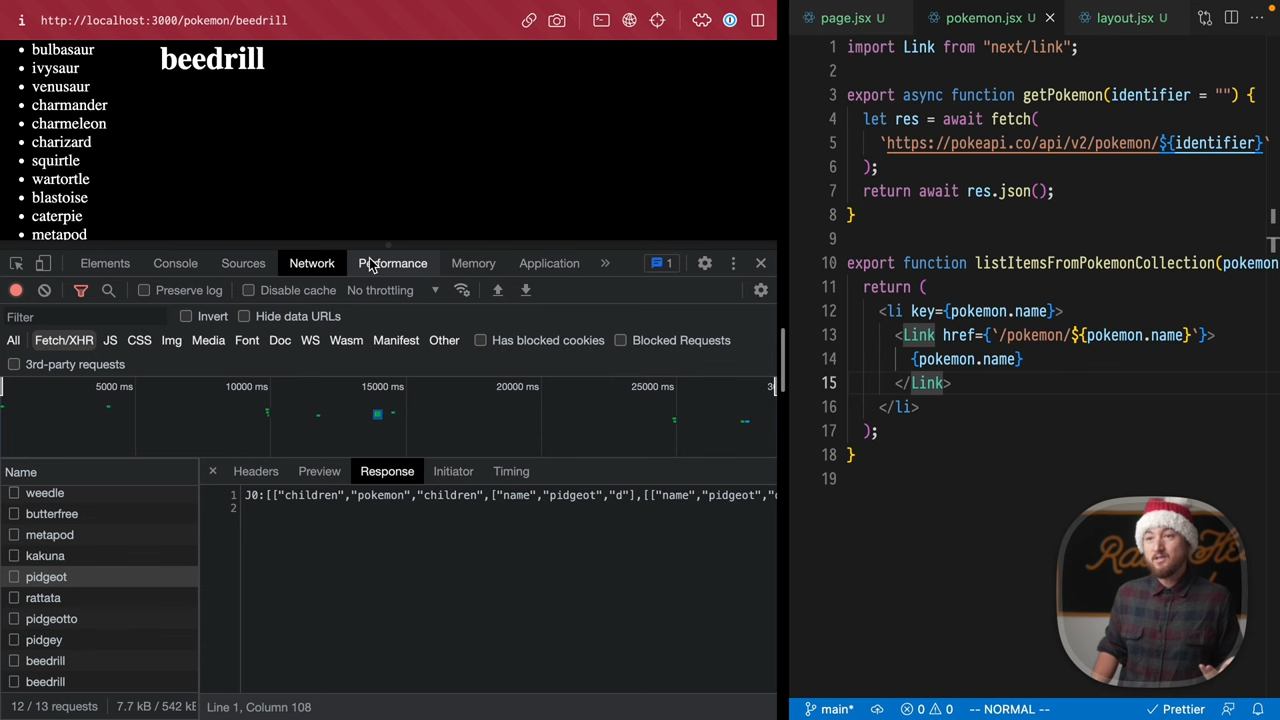 http://localhost:3000/pokemon/beedrill
bulbasaur
ivysaur
venusaur
charmander
charmeleon
charizard
squirtle
wartortle
blastoise
caterpie
metapod
beedrill
Elements Console Sources Network Performance Memory Application 1
Preserve log Disable cache No throttling
Filter Invert Hide data URLs
All Fetch/XHR JS CSS Img Media Font Doc WS Wasm Manifest Other Has blocked cookies Blocked Requests
3rd-party requests
5000 ms 10000 ms 15000 ms 20000 ms 25000 ms
Name
weedle
butterfree
metapod
kakuna
pidgeot
rattata
pidgeotto
pidgey
beedrill
beedrill
12 / 13 requests 7.7 kB / 542 kE
Headers Preview Response Initiator Timing
1 J0:[["children","pokemon","children",["name","pidgeot","d"],[["name","pidgeot","
2
Line 1, Column 108
page.jsx U pokemon.jsx U layout.jsx U
1 import Link from "next/link";
2
3 export async function getPokemon(identifier = "") {
4 let res = await fetch(
5 `https://pokeapi.co/api/v2/pokemon/${identifier}`
6 );
7 return await res.json();
8 }
9
10 export function listItemsFromPokemonCollection(pokemon
11 return (
12 <li key={pokemon.name}>
13 <Link href={`/pokemon/${pokemon.name}`}>
14 {pokemon.name}
15 </Link>
16 </li>
17 );
18 }
19
main* 0 0 -- NORMAL -- Prettier